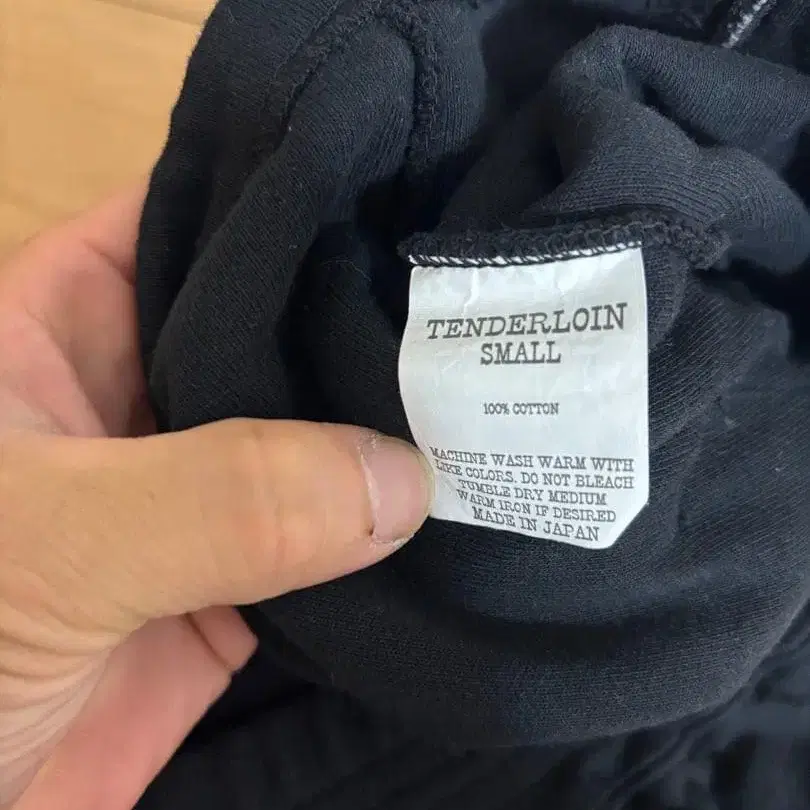 TENDERLOIN
SMALL
100% COTTON
MACHINE WASH WARM WITH
LIKE COLORS. DO NOT BLEACH
TUMBLE DRY MEDIUM
WARM IRON IF DESIRED
MADE IN JAPAN